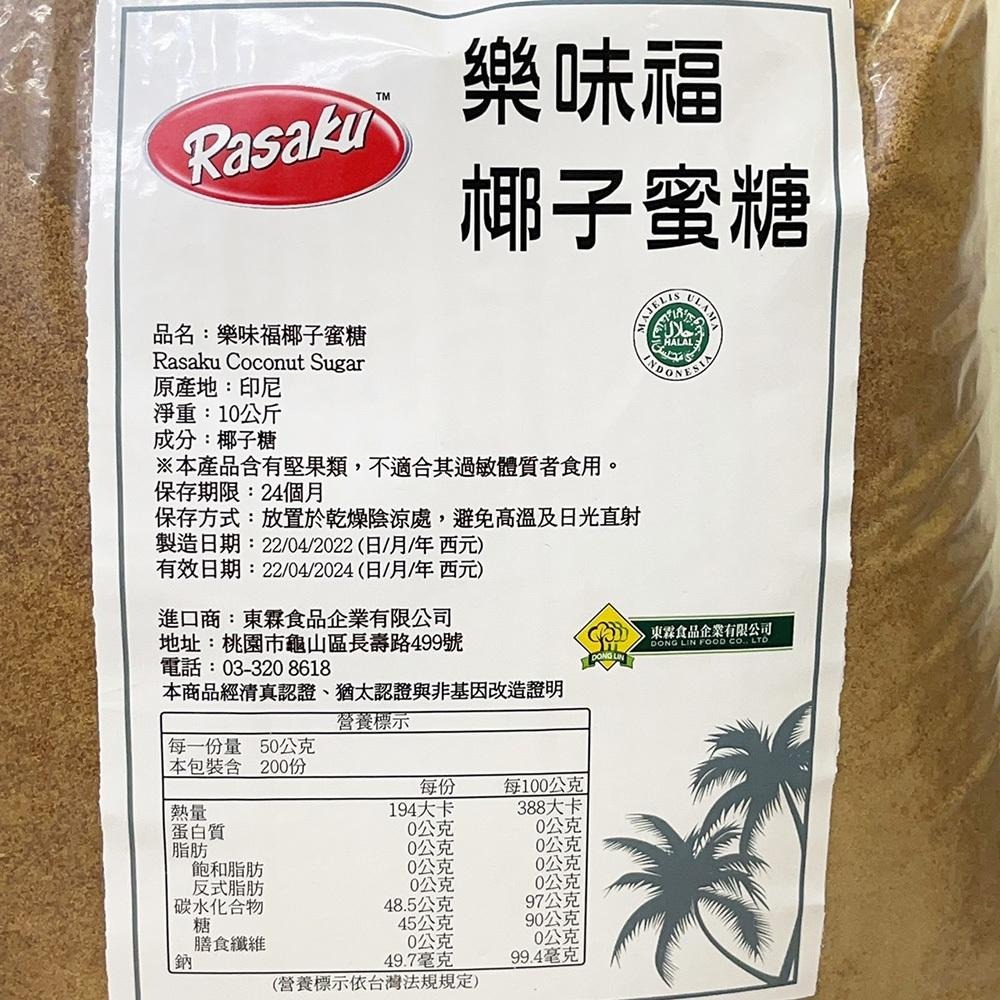 Rasaku TM
樂味福
椰子蜜糖
MAJELIS ULAMA
حلال
HALAL
INDONESIA
品名：樂味福椰子蜜糖
Rasaku Coconut Sugar
原產地：印尼
淨重：10公斤
成分：椰子糖
※本產品含有堅果類，不適合其過敏體質者食用。
保存期限：24個月
保存方式：放置於乾燥陰涼處，避免高溫及日光直射
製造日期：22/04/2022 (日/月/年 西元)
有效日期：22/04/2024 (日/月/年 西元)
進口商：東霖食品企業有限公司
地址：桃園市龜山區長壽路499號
電話：03-320 8618
本商品經清真認證、猶太認證與非基因改造證明
DONG LIN
東霖食品企業有限公司
DONG LIN FOOD CO., LTD
營養標示
每一份量 50公克
本包裝含 200份
每份 每100公克
熱量 194大卡 388大卡
蛋白質 0公克 0公克
脂肪 0公克 0公克
飽和脂肪 0公克 0公克
反式脂肪 0公克 0公克
碳水化合物 48.5公克 97公克
糖 45公克 90公克
膳食纖維 0公克 0公克
鈉 49.7毫克 99.4毫克
(營養標示依台灣法規規定)